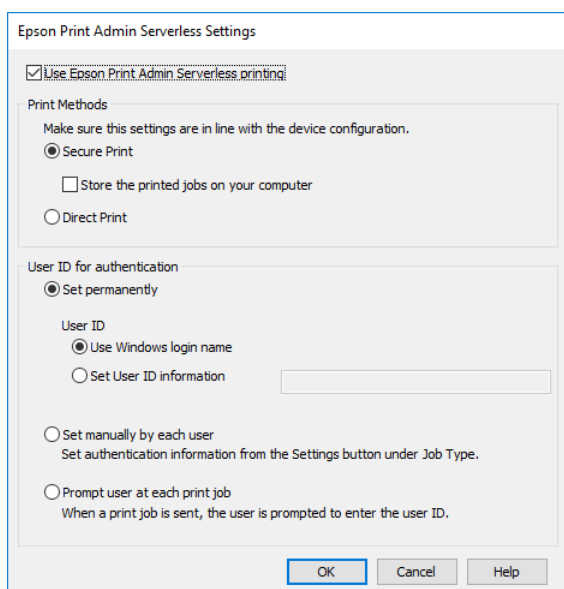 Epson Print Admin Serverless Settings
Use Epson Print Admin Serverless printing
Print Methods
Make sure this settings are in line with the device configuration.
Secure Print
Store the printed jobs on your computer
Direct Print
User ID for authentication
Set permanently
User ID
Use Windows login name
Set User ID information
Set manually by each user
Set authentication information from the Settings button under Job Type.
Prompt user at each print job
When a print job is sent, the user is prompted to enter the user ID.
OK Cancel Help